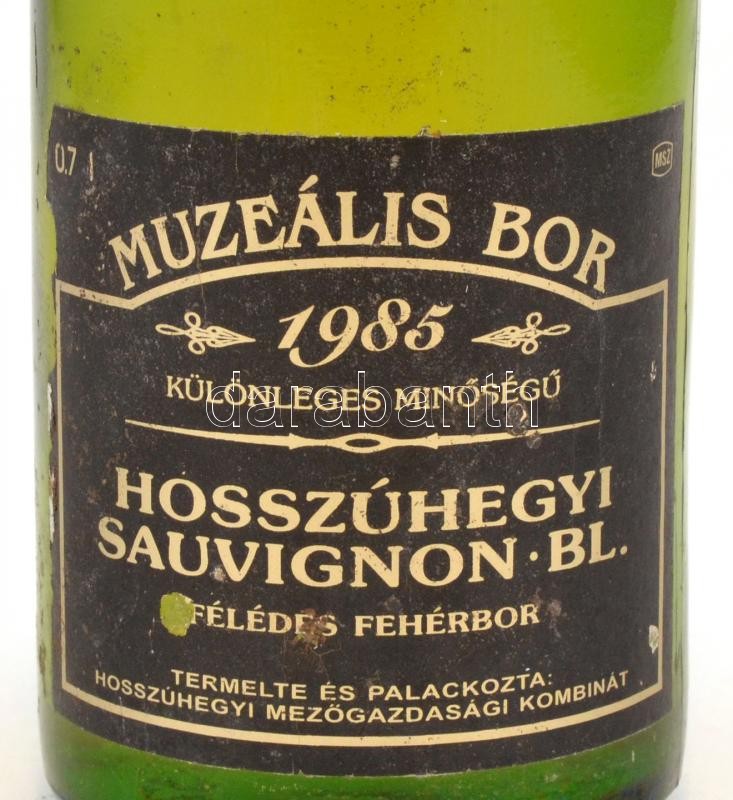 0.7 l
MSZ
MUZEÁLIS BOR
1985
KÜLÖNLEGES MINŐSÉGŰ
darabanth
HOSSZÚHEGYI
SAUVIGNON · BL.
FÉLÉDES FEHÉRBOR
TERMELTE ÉS PALACKOZTA:
HOSSZÚHEGYI MEZŐGAZDASÁGI KOMBINÁT